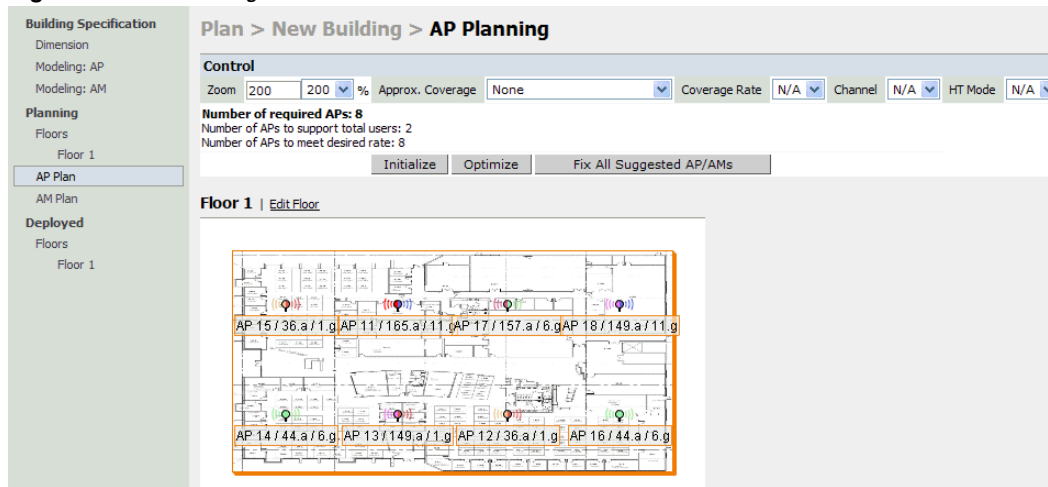 Building Specification
Dimension
Modeling: AP
Modeling: AM
Planning
Floors
Floor 1
AP Plan
AM Plan
Deployed
Floors
Floor 1
Plan > New Building > AP Planning
Control
Zoom 200 200 % Approx. Coverage None Coverage Rate N/A Channel N/A HT Mode N/A
Number of required APs: 8
Number of APs to support total users: 2
Number of APs to meet desired rate: 8
Initialize Optimize Fix All Suggested AP/AMs
Floor 1 | Edit Floor
AP 15 / 36.a / 1.g AP 11 / 165.a / 11.g AP 17 / 157.a / 6.g AP 18 / 149.a / 11.g
AP 14 / 44.a / 6.g AP 13 / 149.a / 1.g AP 12 / 36.a / 1.g AP 16 / 44.a / 6.g